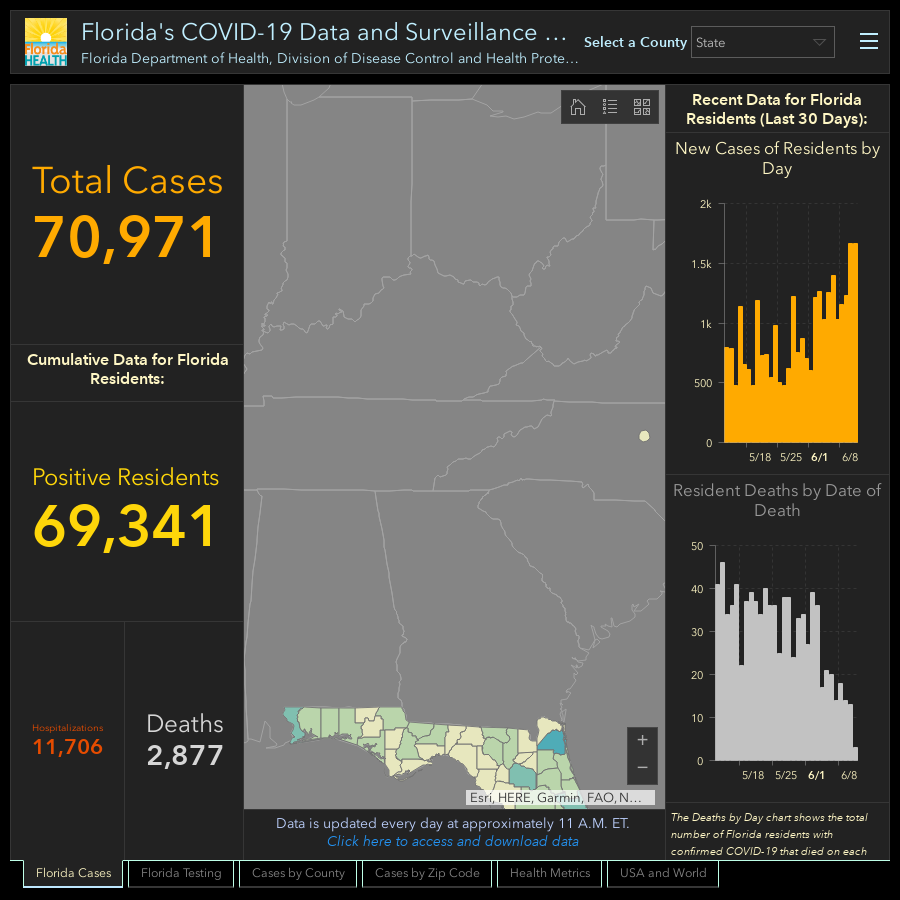 Florida HEALTH
Florida's COVID-19 Data and Surveillance ...
Florida Department of Health, Division of Disease Control and Health Prote...
Select a County
State
Total Cases
70,971
Cumulative Data for Florida
Residents:
Positive Residents
69,341
Hospitalizations
11,706
Deaths
2,877
+
−
Esri, HERE, Garmin, FAO, N...
Data is updated every day at approximately 11 A.M. ET.
Click here to access and download data
Recent Data for Florida
Residents (Last 30 Days):
New Cases of Residents by
Day
2k
1.5k
1k
500
0
5/18 5/25 6/1 6/8
Resident Deaths by Date of
Death
50
40
30
20
10
0
5/18 5/25 6/1 6/8
The Deaths by Day chart shows the total
number of Florida residents with
confirmed COVID-19 that died on each
Florida Cases
Florida Testing
Cases by County
Cases by Zip Code
Health Metrics
USA and World